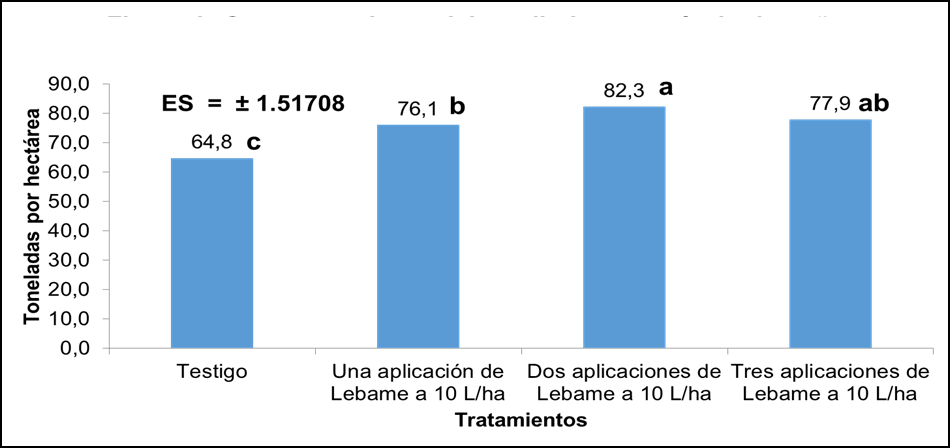 90,0
80,0
70,0
60,0
50,0
40,0
30,0
20,0
10,0
0,0
Toneladas por hectárea
ES = ± 1.51708
64,8 c
76,1 b
82,3 a
77,9 ab
Testigo
Una aplicación de
Lebame a 10 L/ha
Dos aplicaciones de
Lebame a 10 L/ha
Tres aplicaciones de
Lebame a 10 L/ha
Tratamientos